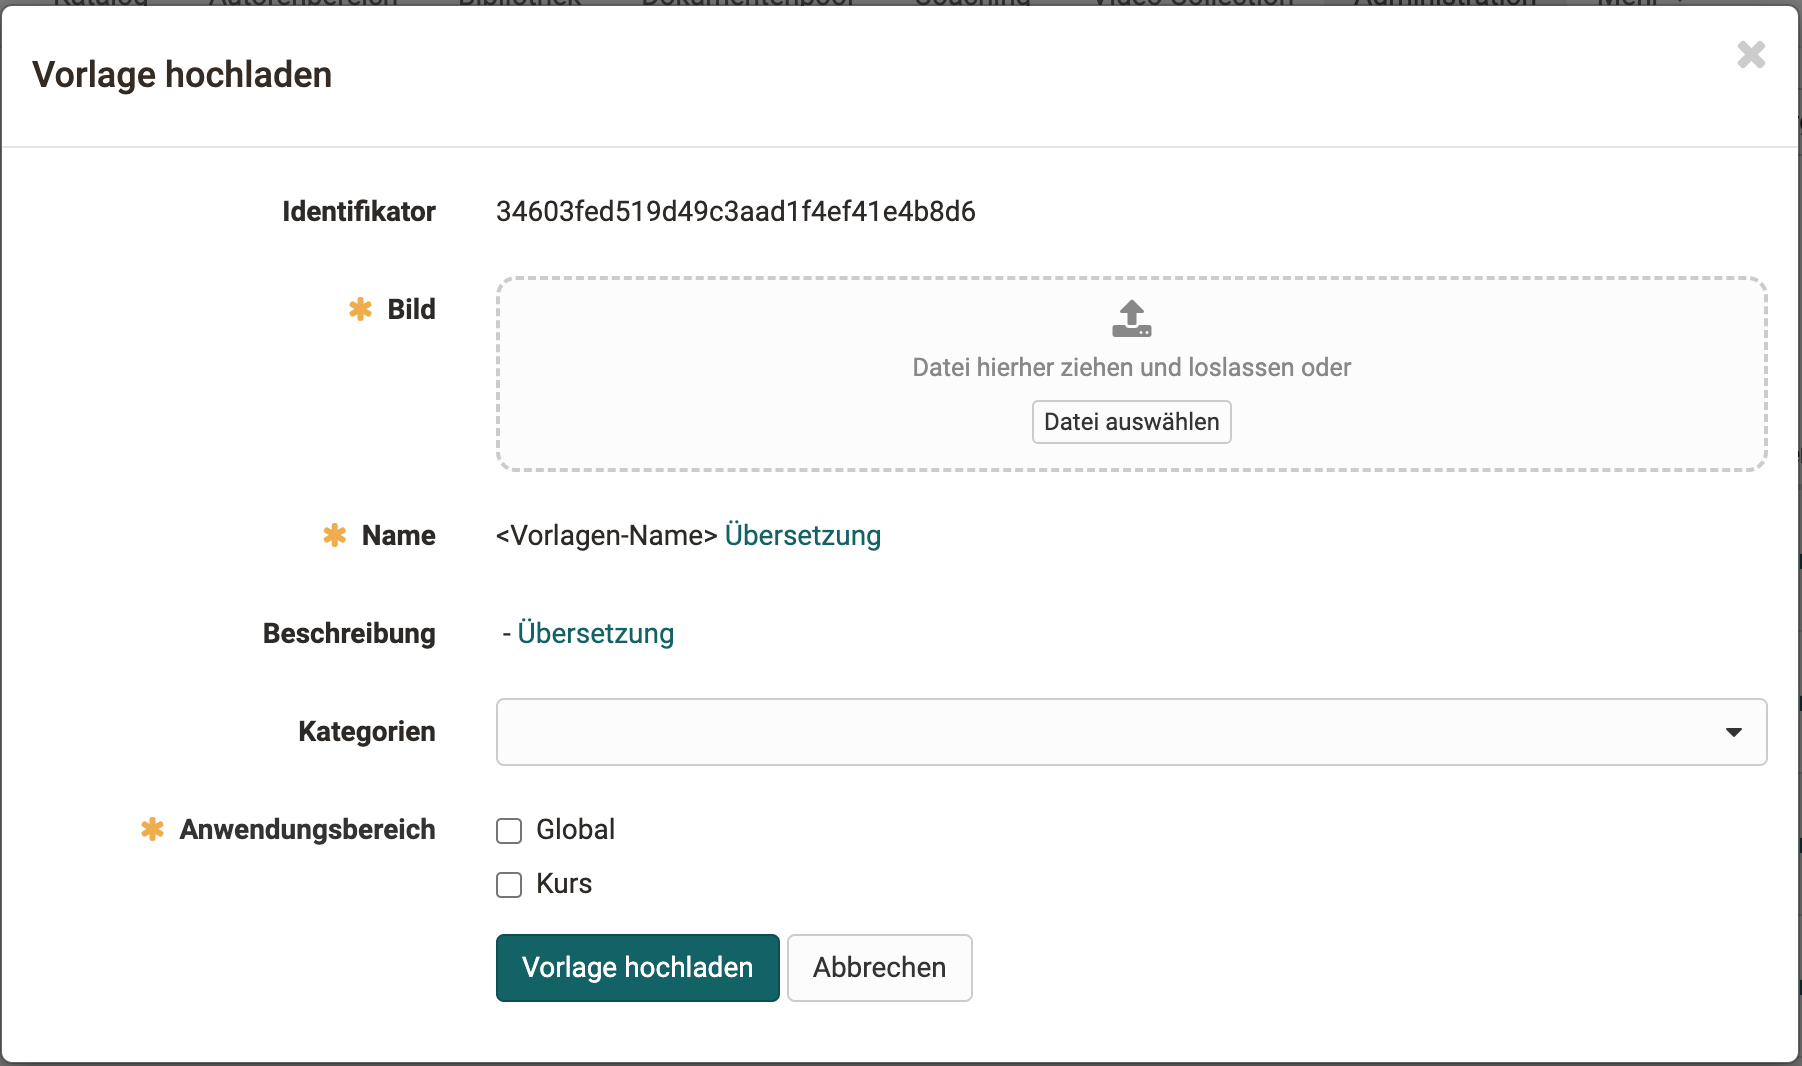 Vorlage hochladen
Identifikator 34603fed519d49c3aad1f4ef41e4b8d6
Bild
Datei hierher ziehen und loslassen oder
Datei auswählen
Name <Vorlagen-Name> Übersetzung
Beschreibung - Übersetzung
Kategorien
Anwendungsbereich Global
Kurs
Vorlage hochladen Abbrechen